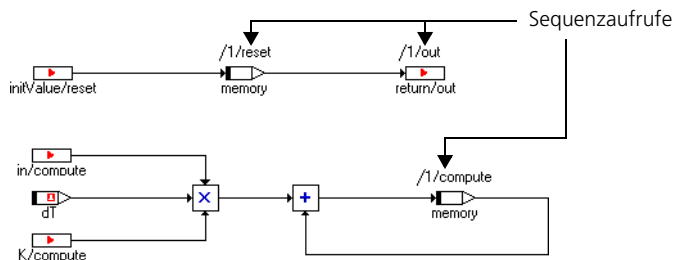 Sequenzaufrufe
/1/reset
/1/out
initValue/reset
memory
return/out
in/compute
/1/compute
dT
memory
K/compute